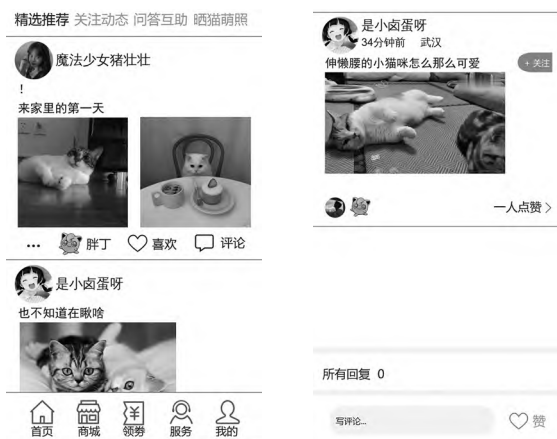 精选推荐 关注动态 问答互助 晒猫萌照
魔法少女猪壮壮
！
来家里的第一天
... 胖丁 喜欢 评论
是小卤蛋呀
也不知道在瞅啥
首页 商城 领券 服务 我的
是小卤蛋呀
34分钟前 武汉
伸懒腰的小猫咪怎么那么可爱
+ 关注
一人点赞 >
所有回复 0
写评论... 赞